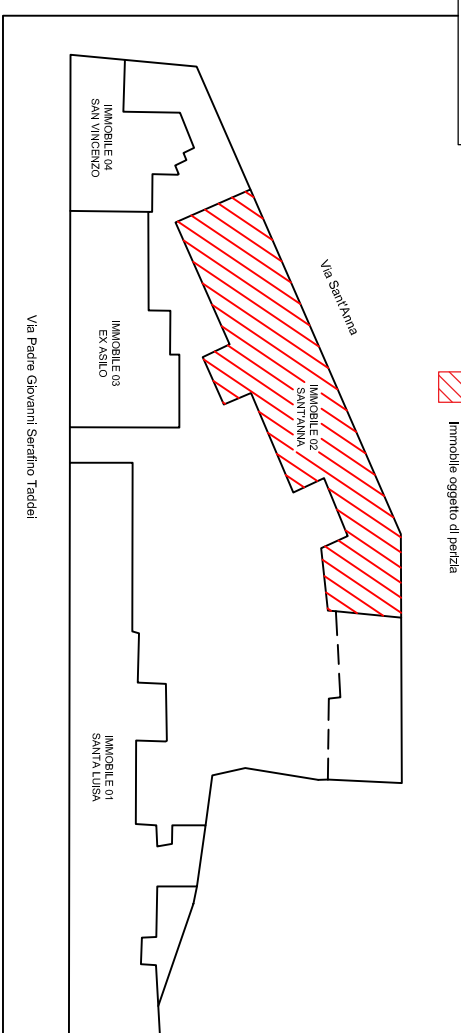 Immobile oggetto di perizia
Via Sant'Anna
IMMOBILE 02
SANT'ANNA
IMMOBILE 04
SAN VINCENZO
IMMOBILE 03
EX ASILO
IMMOBILE 01
SANTA LUISA
Via Padre Giovanni Serafino Taddei